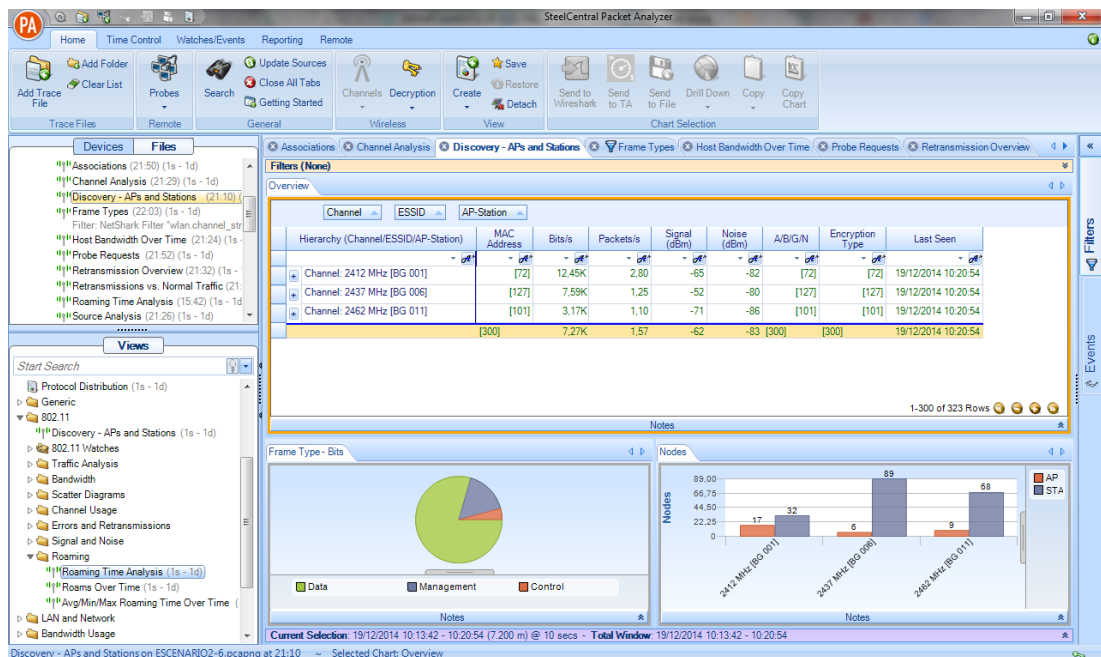 SteelCentral Packet Analyzer
PA
Home Time Control Watches/Events Reporting Remote
Add Trace File
Add Folder
Clear List
Trace Files
Probes
Remote
Search
Update Sources
Close All Tabs
Getting Started
General
Channels
Decryption
Wireless
Create
Save
Restore
Detach
View
Send to Wireshark
Send to TA
Send to File
Drill Down
Copy
Copy Chart
Chart Selection
Devices Files
Associations (21:50) (1s - 1d)
Channel Analysis (21:29) (1s - 1d)
Discovery - APs and Stations (21:10) (
Frame Types (22:03) (1s - 1d)
Filter: NetShark Filter "wlan.channel_str
Host Bandwidth Over Time (21:24) (1s -
Probe Requests (21:52) (1s - 1d)
Retransmission Overview (21:32) (1s -
Retransmissions vs. Normal Traffic (21:
Roaming Time Analysis (15:42) (1s - 1d
Source Analysis (21:26) (1s - 1d)
Views
Start Search
Protocol Distribution (1s - 1d)
Generic
802.11
Discovery - APs and Stations (1s - 1d)
802.11 Watches
Traffic Analysis
Bandwidth
Scatter Diagrams
Channel Usage
Errors and Retransmissions
Signal and Noise
Roaming
Roaming Time Analysis (1s - 1d)
Roams Over Time (1s - 1d)
Avg/Min/Max Roaming Time Over Time (
LAN and Network
Bandwidth Usage
Associations Channel Analysis Discovery - APs and Stations Frame Types Host Bandwidth Over Time Probe Requests Retransmission Overview
Filters (None)
Overview
Channel ESSID AP-Station
Hierarchy (Channel/ESSID/AP-Station) MAC Address Bits/s Packets/s Signal (dBm) Noise (dBm) A/B/G/N Encryption Type Last Seen
Channel: 2412 MHz [BG 001] [72] 12,45K 2,80 -65 -82 [72] [72] 19/12/2014 10:20:54
Channel: 2437 MHz [BG 006] [127] 7,59K 1,25 -52 -80 [127] [127] 19/12/2014 10:20:54
Channel: 2462 MHz [BG 011] [101] 3,17K 1,10 -71 -86 [101] [101] 19/12/2014 10:20:54
[300] 7,27K 1,57 -62 -83 [300] [300] 19/12/2014 10:20:54
1-300 of 323 Rows
Notes
Frame Type - Bits
Data Management Control
Notes
Nodes
Nodes
89,00
66,75
44,50
22,25
0
17 32 6 89 9 68
2412 MHz [BG 001]
2437 MHz [BG 006]
2462 MHz [BG 011]
AP
STA
Notes
Filters
Events
Current Selection: 19/12/2014 10:13:42 - 10:20:54 (7.200 m) @ 10 secs - Total Window: 19/12/2014 10:13:42 - 10:20:54
Discovery - APs and Stations on ESCENARIO2-6.pcapng at 21:10 ~ Selected Chart: Overview